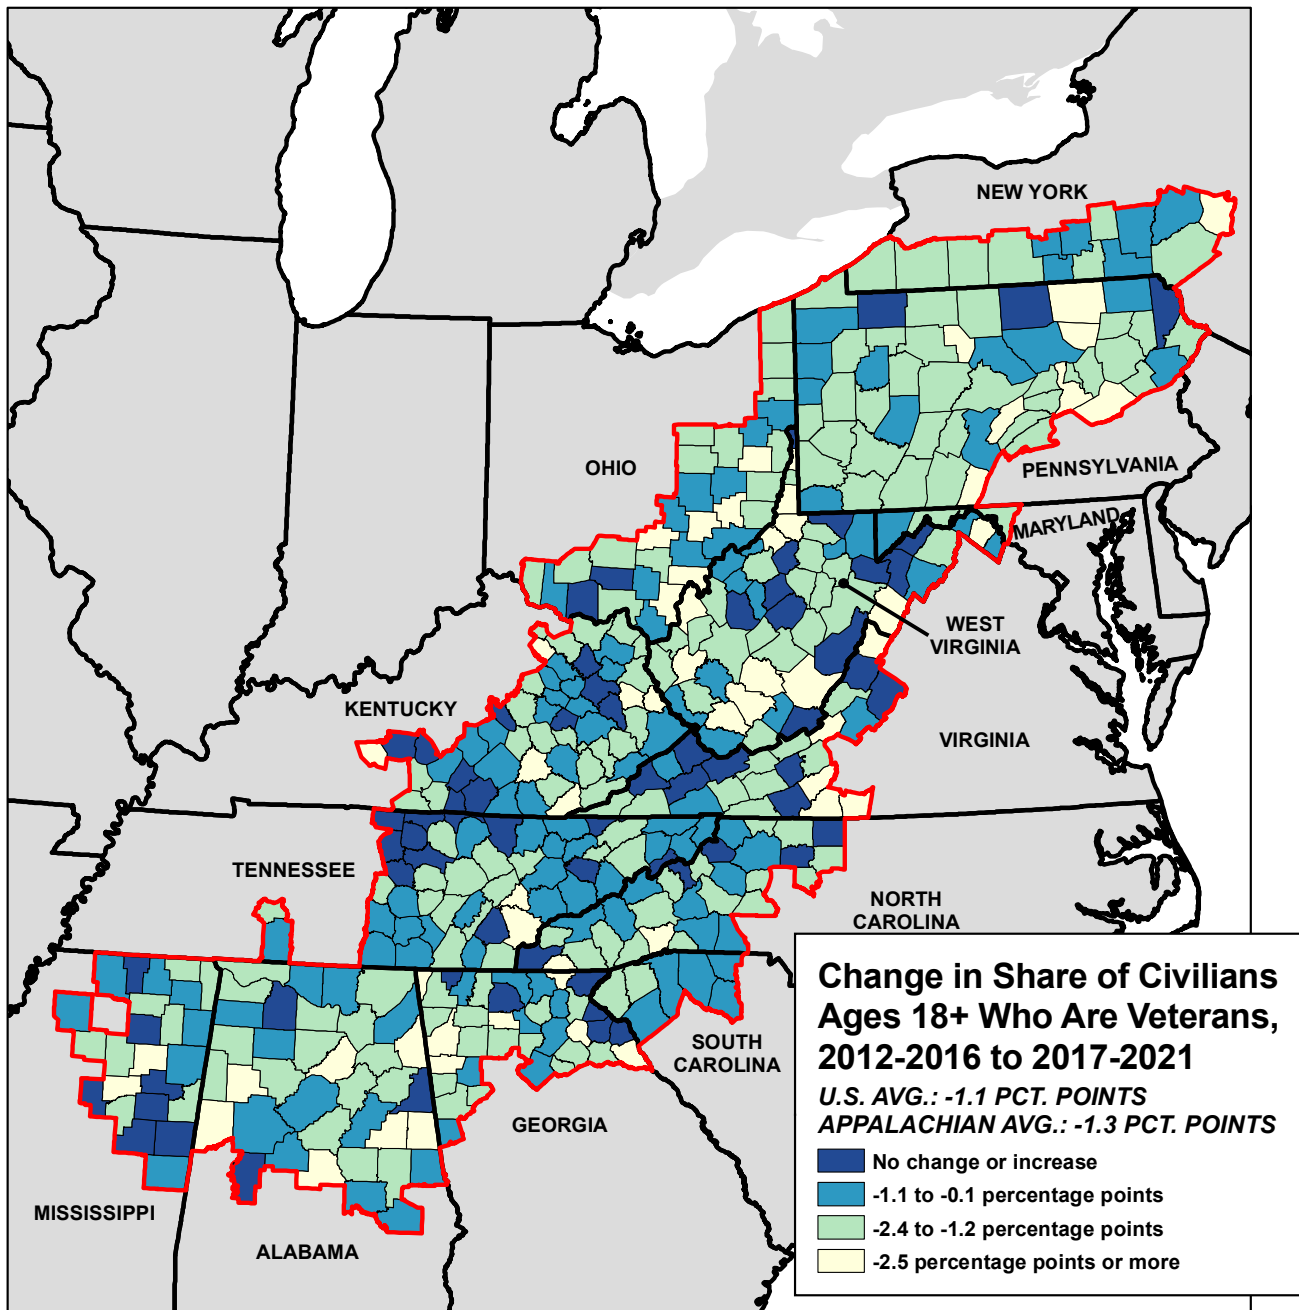 NEW YORK
OHIO
PENNSYLVANIA
MARYLAND
WEST
VIRGINIA
KENTUCKY
VIRGINIA
TENNESSEE
NORTH
CAROLINA
SOUTH
CAROLINA
GEORGIA
MISSISSIPPI
ALABAMA
Change in Share of Civilians
Ages 18+ Who Are Veterans,
2012-2016 to 2017-2021
U.S. AVG.: -1.1 PCT. POINTS
APPALACHIAN AVG.: -1.3 PCT. POINTS
No change or increase
-1.1 to -0.1 percentage points
-2.4 to -1.2 percentage points
-2.5 percentage points or more